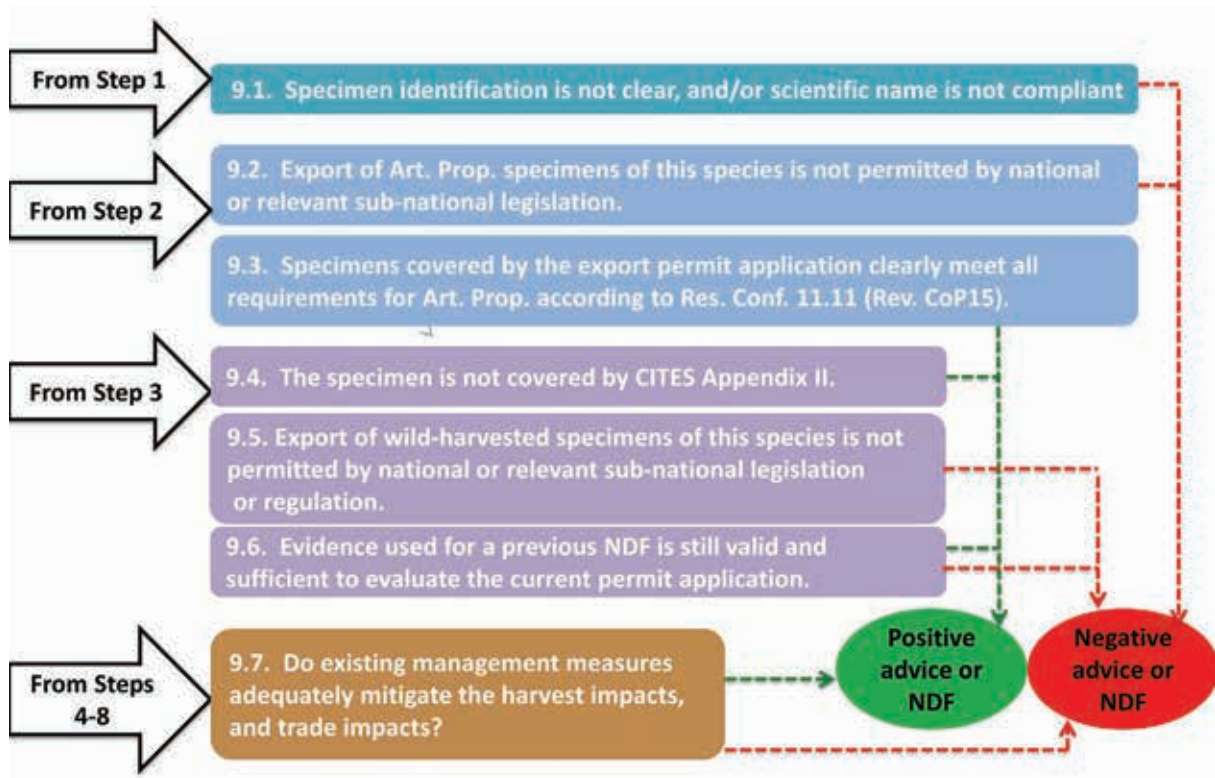 From Step 1
9.1. Specimen identification is not clear, and/or scientific name is not compliant
From Step 2
9.2. Export of Art. Prop. specimens of this species is not permitted by national
or relevant sub-national legislation.
9.3. Specimens covered by the export permit application clearly meet all
requirements for Art. Prop. according to Res. Conf. 11.11 (Rev. CoP15).
From Step 3
9.4. The specimen is not covered by CITES Appendix II.
9.5. Export of wild-harvested specimens of this species is not
permitted by national or relevant sub-national legislation
or regulation.
9.6. Evidence used for a previous NDF is still valid and
sufficient to evaluate the current permit application.
From Steps
4-8
9.7. Do existing management measures
adequately mitigate the harvest impacts,
and trade impacts?
Positive
advice or
NDF
Negative
advice or
NDF